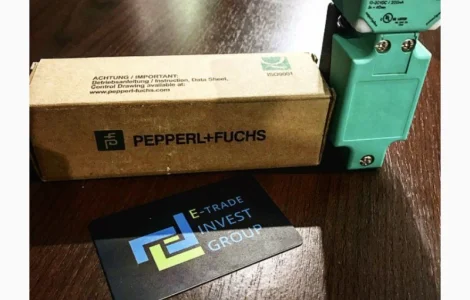 ACHTUNG / IMPORTANT:
Betriebsanleitung / Instruction, Data Sheet,
Control Drawing available at:
www.pepperl-fuchs.com
ISO9001
PEPPERL+FUCHS
E-TRADE
INVEST
GROUP